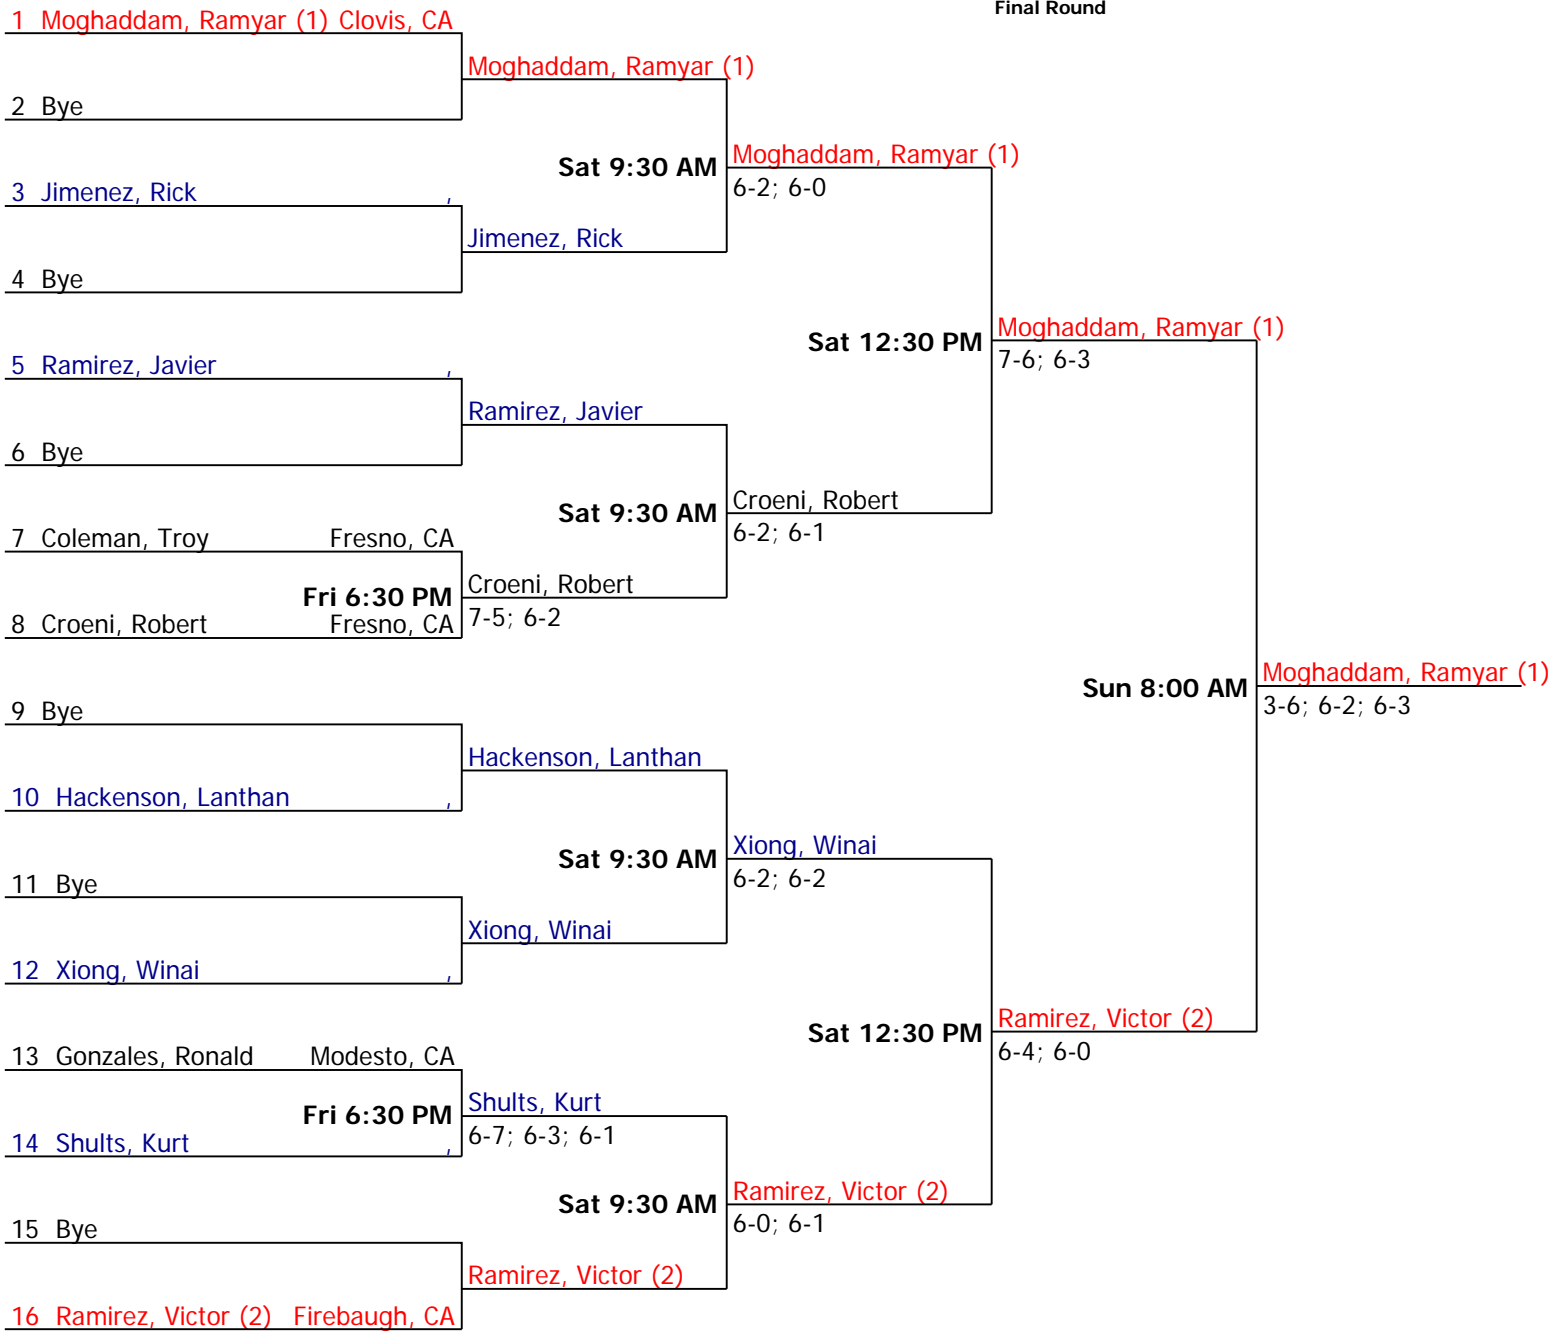 Final Round
1 Moghaddam, Ramyar (1) Clovis, CA
Moghaddam, Ramyar (1)
2 Bye
Sat 9:30 AM
Moghaddam, Ramyar (1)
6-2; 6-0
3 Jimenez, Rick ,
Jimenez, Rick
4 Bye
Sat 12:30 PM
Moghaddam, Ramyar (1)
7-6; 6-3
5 Ramirez, Javier ,
Ramirez, Javier
6 Bye
Sat 9:30 AM
Croeni, Robert
6-2; 6-1
7 Coleman, Troy Fresno, CA
Fri 6:30 PM
Croeni, Robert
7-5; 6-2
8 Croeni, Robert Fresno, CA
Sun 8:00 AM
Moghaddam, Ramyar (1)
3-6; 6-2; 6-3
9 Bye
Hackenson, Lanthan
10 Hackenson, Lanthan ,
Sat 9:30 AM
Xiong, Winai
6-2; 6-2
11 Bye
Xiong, Winai
12 Xiong, Winai ,
Sat 12:30 PM
Ramirez, Victor (2)
6-4; 6-0
13 Gonzales, Ronald Modesto, CA
Fri 6:30 PM
Shults, Kurt
6-7; 6-3; 6-1
14 Shults, Kurt ,
Sat 9:30 AM
Ramirez, Victor (2)
6-0; 6-1
15 Bye
Ramirez, Victor (2)
16 Ramirez, Victor (2) Firebaugh, CA